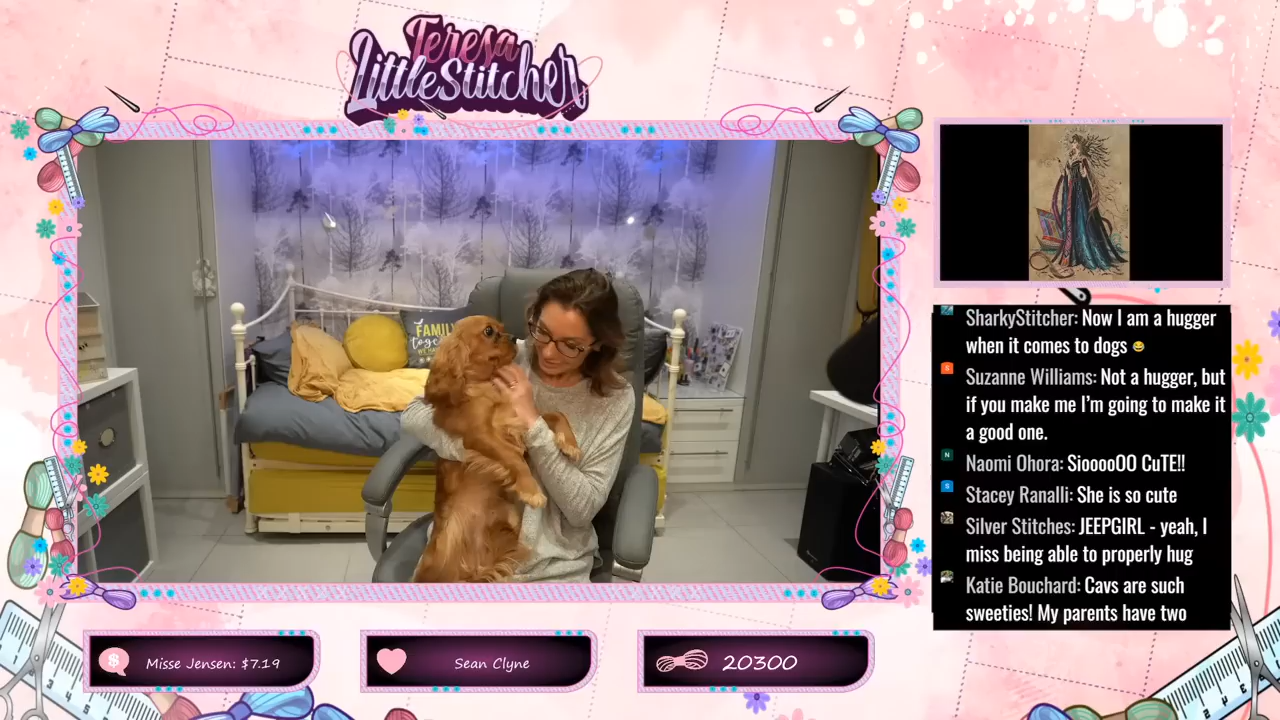 Teresa
LittleStitcher
FAMILY
SharkyStitcher: Now I am a hugger
when it comes to dogs 😂
Suzanne Williams: Not a hugger, but
if you make me I’m going to make it
a good one.
N
Naomi Ohora: SiooooOO CuTE!!
S
Stacey Ranalli: She is so cute
Silver Stitches: JEEPGIRL - yeah, I
miss being able to properly hug
Katie Bouchard: Cavs are such
sweeties! My parents have two
Misse Jensen: $7.19
Sean Clyne
20300